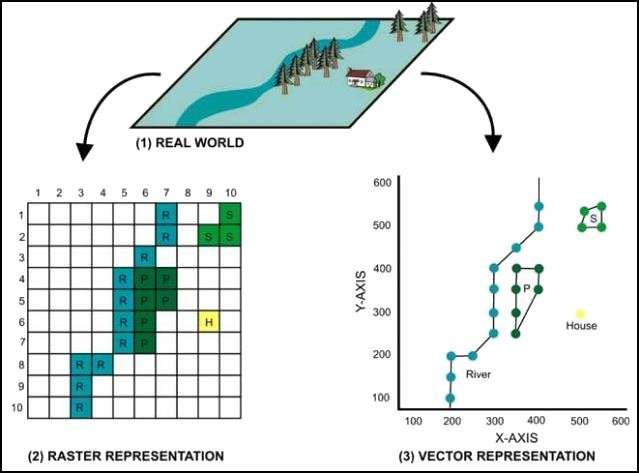 (1) REAL WORLD
1 2 3 4 5 6 7 8 9 10
1 R S
2 R S S
3 R
4 R P P
5 R P P
6 R P H
7 R P
8 R R
9 R
10 R
(2) RASTER REPRESENTATION
600
500
400
300
200
100
Y-AXIS
S
P
House
River
100 200 300 400 500 600
X-AXIS
(3) VECTOR REPRESENTATION